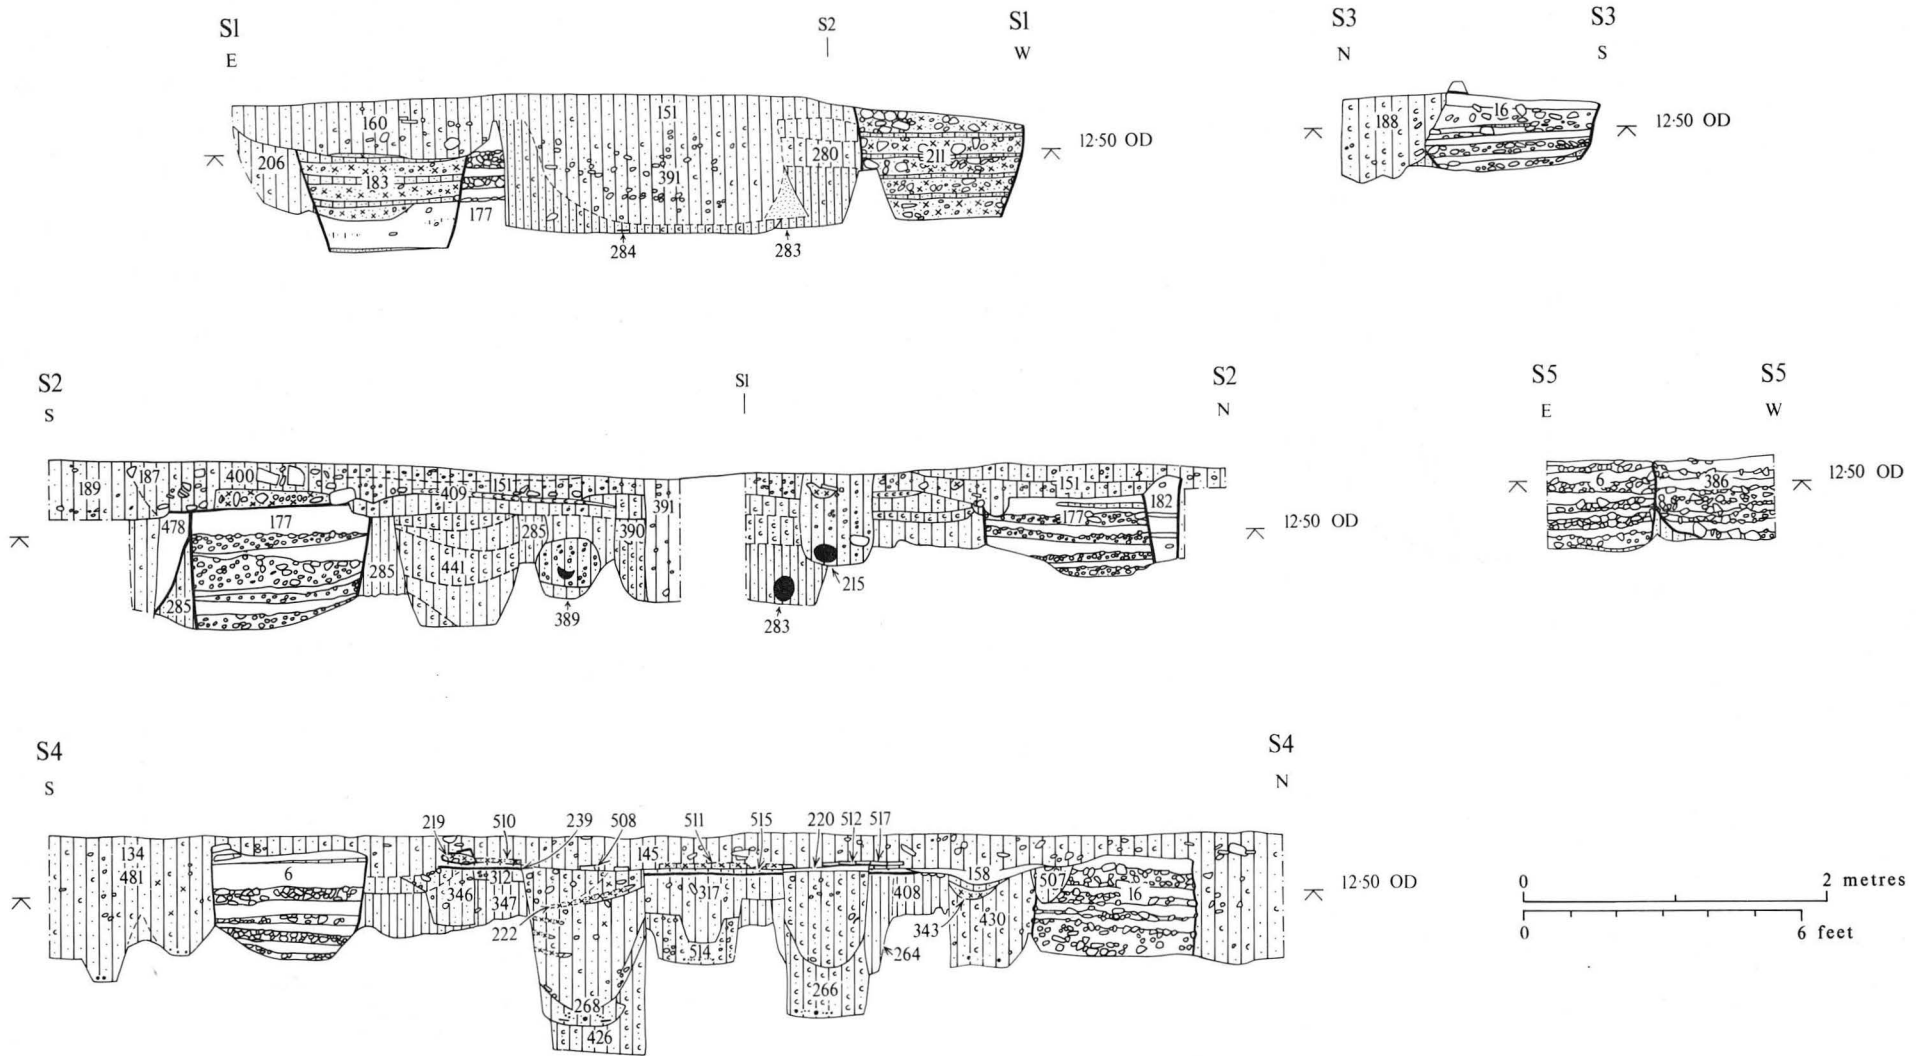 S1 S2 S1
E W
160 151
206 183 391 280 211
177
284 283
12·50 OD
S3 S3
N S
188 16
12·50 OD
S2 S1 S2
S N
189 187 400 151 151
409 391 182
478 177 285 390 177
441
285 285
389 215
283
12·50 OD
S5 S5
E W
6 386
12·50 OD
S4 S4
S N
219 510 239 508 511 515 220 512 517
134 145
481 6 158
346 312 317 408 507 16
347 430
222 343
514 264
268 266
426
12·50 OD
0 2 metres
0 6 feet